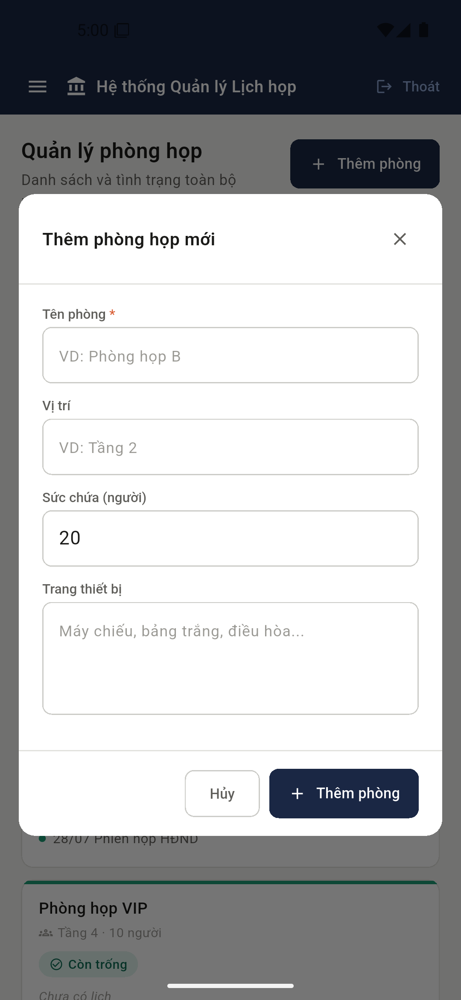 5:00
Hệ thống Quản lý Lịch họp
Thoát
Quản lý phòng họp
Thêm phòng
Danh sách và tình trạng toàn bộ
Thêm phòng họp mới
Tên phòng *
VD: Phòng họp B
Vị trí
VD: Tầng 2
Sức chứa (người)
20
Trang thiết bị
Máy chiếu, bảng trắng, điều hòa...
Hủy
Thêm phòng
28/07 Phiên họp HĐND
Phòng họp VIP
Tầng 4 · 10 người
Còn trống
Chưa có lịch